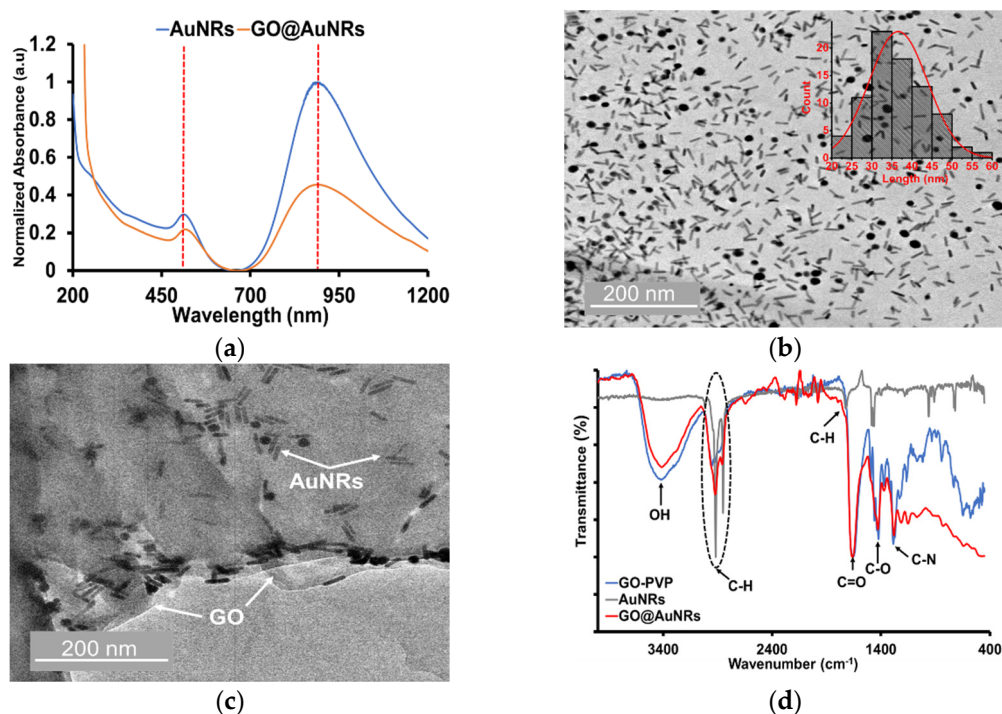 AuNRs GO@AuNRs
Normalized Absorbance (a.u)
1.2
1
0.8
0.6
0.4
0.2
0
200 450 700 950 1200
Wavelength (nm)
(a)
Count
20
15
10
5
0
20 25 30 35 40 45 50 55 60
Length (nm)
200 nm
(b)
AuNRs
GO
200 nm
(c)
Transmittance (%)
C-H
OH
C-H
C=O
C-O
C-N
GO-PVP
AuNRs
GO@AuNRs
3400 2400 1400 400
Wavenumber (cm-1)
(d)